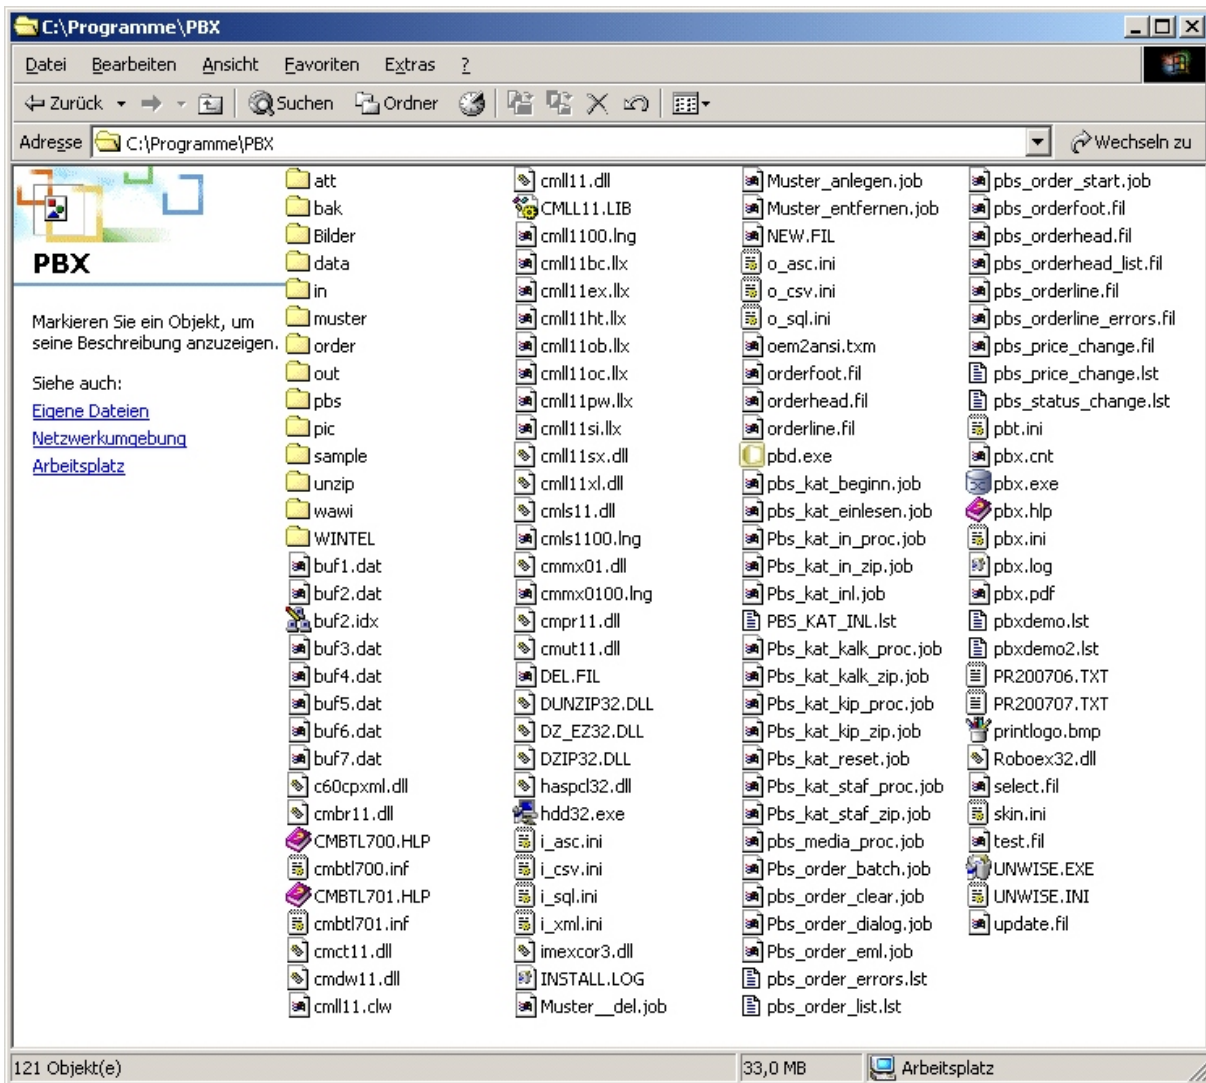 C:\Programme\PBX
Datei Bearbeiten Ansicht Favoriten Extras ?
Zurück Suchen Ordner
Adresse C:\Programme\PBX Wechseln zu
PBX
Markieren Sie ein Objekt, um
seine Beschreibung anzuzeigen.
Siehe auch:
Eigene Dateien
Netzwerkumgebung
Arbeitsplatz
att
bak
Bilder
data
in
muster
order
out
pbs
pic
sample
unzip
wawi
WINTEL
buf1.dat
buf2.dat
buf2.idx
buf3.dat
buf4.dat
buf5.dat
buf6.dat
buf7.dat
c60cpxml.dll
cmbr11.dll
CMBTL700.HLP
cmbtl700.inf
CMBTL701.HLP
cmbtl701.inf
cmct11.dll
cmdw11.dll
cmll11.clw
cmll11.dll
CMLL11.LIB
cmll1100.lng
cmll11bc.llx
cmll11ex.llx
cmll11ht.llx
cmll11ob.llx
cmll11oc.llx
cmll11pw.llx
cmll11si.llx
cmll11sx.dll
cmll11xl.dll
cmls11.dll
cmls1100.lng
cmmx01.dll
cmmx0100.lng
cmpr11.dll
cmut11.dll
DEL.FIL
DUNZIP32.DLL
DZ_EZ32.DLL
DZIP32.DLL
haspcl32.dll
hdd32.exe
i_asc.ini
i_csv.ini
i_sql.ini
i_xml.ini
imexcor3.dll
INSTALL.LOG
Muster__del.job
Muster_anlegen.job
Muster_entfernen.job
NEW.FIL
o_asc.ini
o_csv.ini
o_sql.ini
oem2ansi.txm
orderfoot.fil
orderhead.fil
orderline.fil
pbd.exe
pbs_kat_beginn.job
pbs_kat_einlesen.job
Pbs_kat_in_proc.job
Pbs_kat_in_zip.job
Pbs_kat_inl.job
PBS_KAT_INL.lst
Pbs_kat_kalk_proc.job
Pbs_kat_kalk_zip.job
Pbs_kat_kip_proc.job
Pbs_kat_kip_zip.job
Pbs_kat_reset.job
Pbs_kat_staf_proc.job
Pbs_kat_staf_zip.job
pbs_media_proc.job
Pbs_order_batch.job
pbs_order_clear.job
Pbs_order_dialog.job
Pbs_order_eml.job
pbs_order_errors.lst
pbs_order_list.lst
pbs_order_start.job
pbs_orderfoot.fil
pbs_orderhead.fil
pbs_orderhead_list.fil
pbs_orderline.fil
pbs_orderline_errors.fil
pbs_price_change.fil
pbs_price_change.lst
pbs_status_change.lst
pbt.ini
pbx.cnt
pbx.exe
pbx.hlp
pbx.ini
pbx.log
pbx.pdf
pbxdemo.lst
pbxdemo2.lst
PR200706.TXT
PR200707.TXT
printlogo.bmp
Roboex32.dll
select.fil
skin.ini
test.fil
UNWISE.EXE
UNWISE.INI
update.fil
121 Objekt(e) 33,0 MB Arbeitsplatz